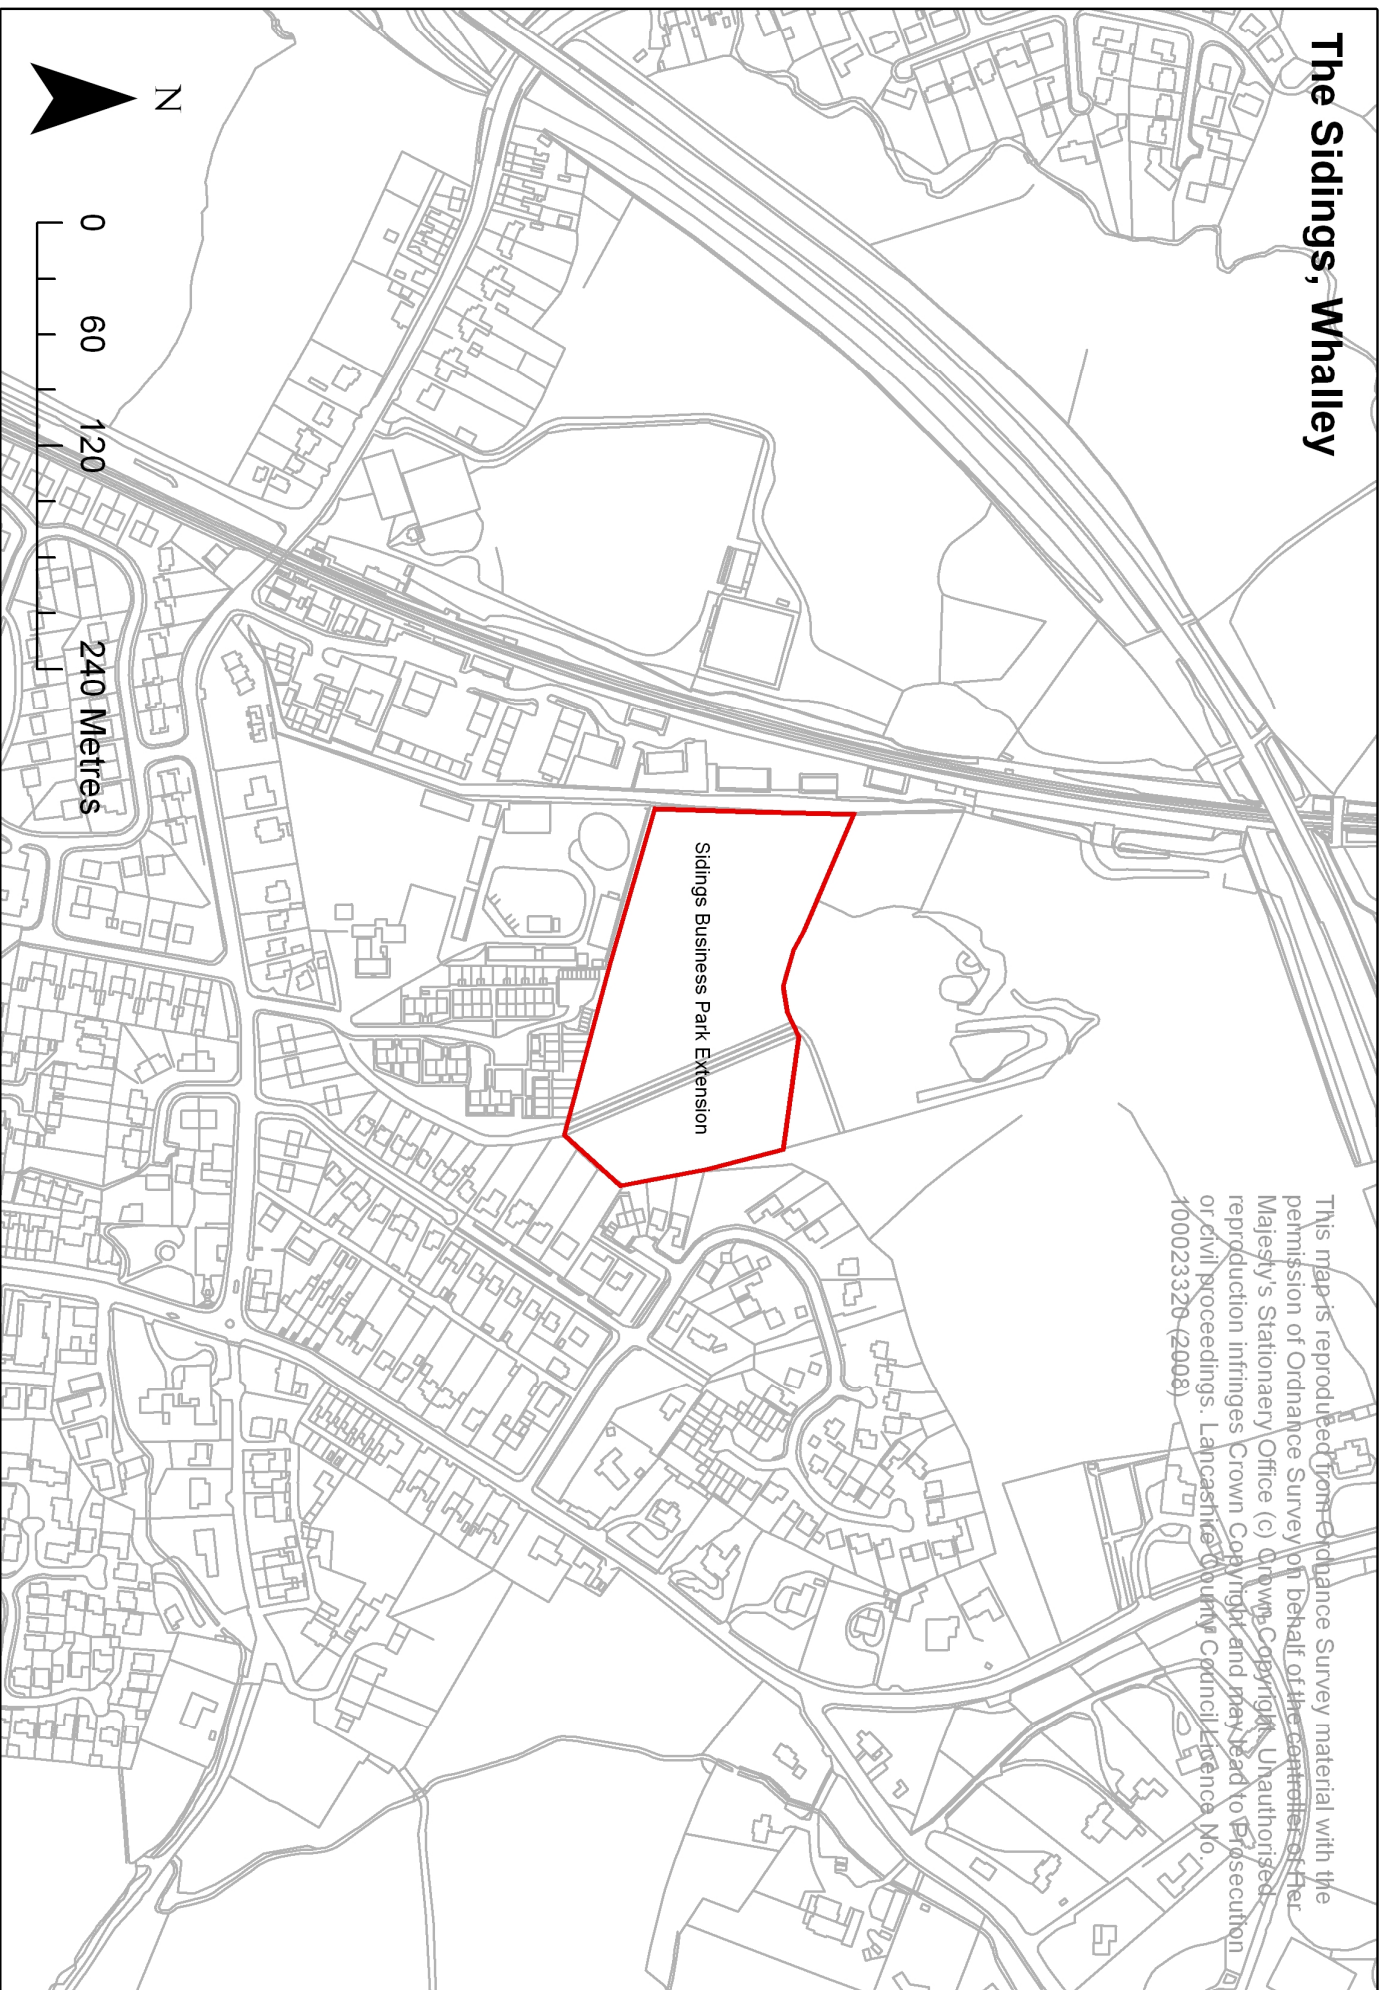 The Sidings, Whalley
This map is reproduced from Ordnance Survey material with the
permission of Ordnance Survey on behalf of the controller of Her
Majesty's Stationaery Office (c) Crown Copyright. Unauthorised
reproduction infringes Crown Copyright and may lead to Prosecution
or civil proceedings. Lancashire County Council Licence No.
100023320 (2008)
Sidings Business Park Extension
N
0 60 120 240 Metres